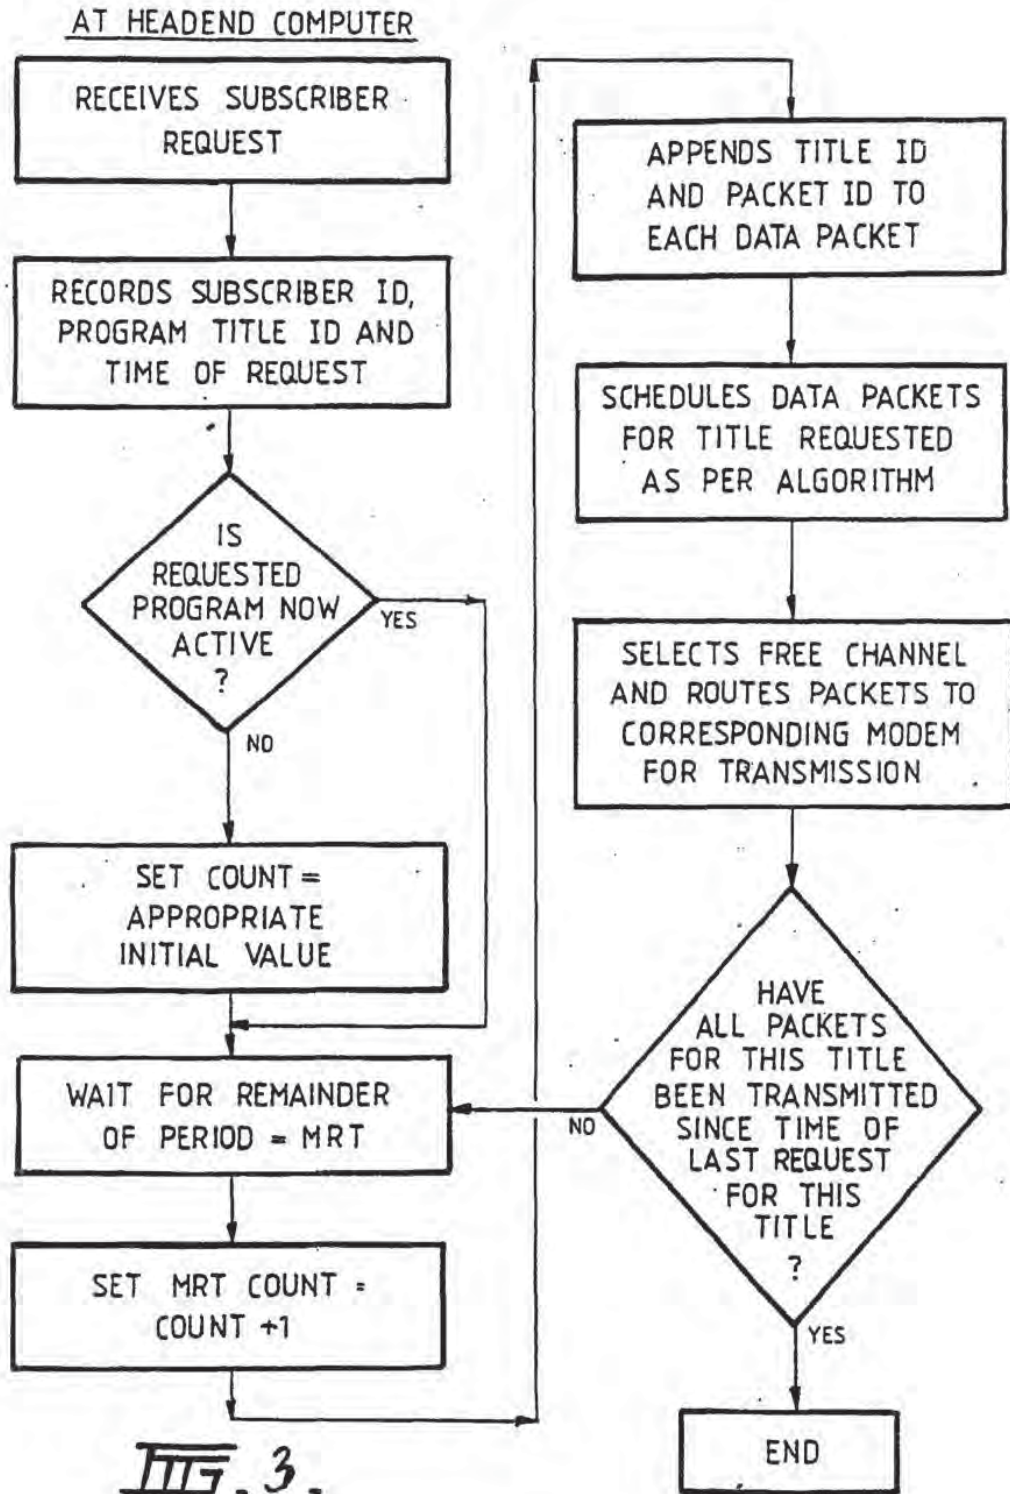 AT HEADEND COMPUTER
RECEIVES SUBSCRIBER
REQUEST
RECORDS SUBSCRIBER ID,
PROGRAM TITLE ID AND
TIME OF REQUEST
IS
REQUESTED
PROGRAM NOW
ACTIVE
?
YES
NO
SET COUNT =
APPROPRIATE
INITIAL VALUE
WAIT FOR REMAINDER
OF PERIOD = MRT
SET MRT COUNT =
COUNT +1
APPENDS TITLE ID
AND PACKET ID TO
EACH DATA PACKET
SCHEDULES DATA PACKETS
FOR TITLE REQUESTED
AS PER ALGORITHM
SELECTS FREE CHANNEL
AND ROUTES PACKETS TO
CORRESPONDING MODEM
FOR TRANSMISSION
HAVE
ALL PACKETS
FOR THIS TITLE
BEEN TRANSMITTED
SINCE TIME OF
LAST REQUEST
FOR THIS
TITLE
?
NO
YES
END
FIG. 3.